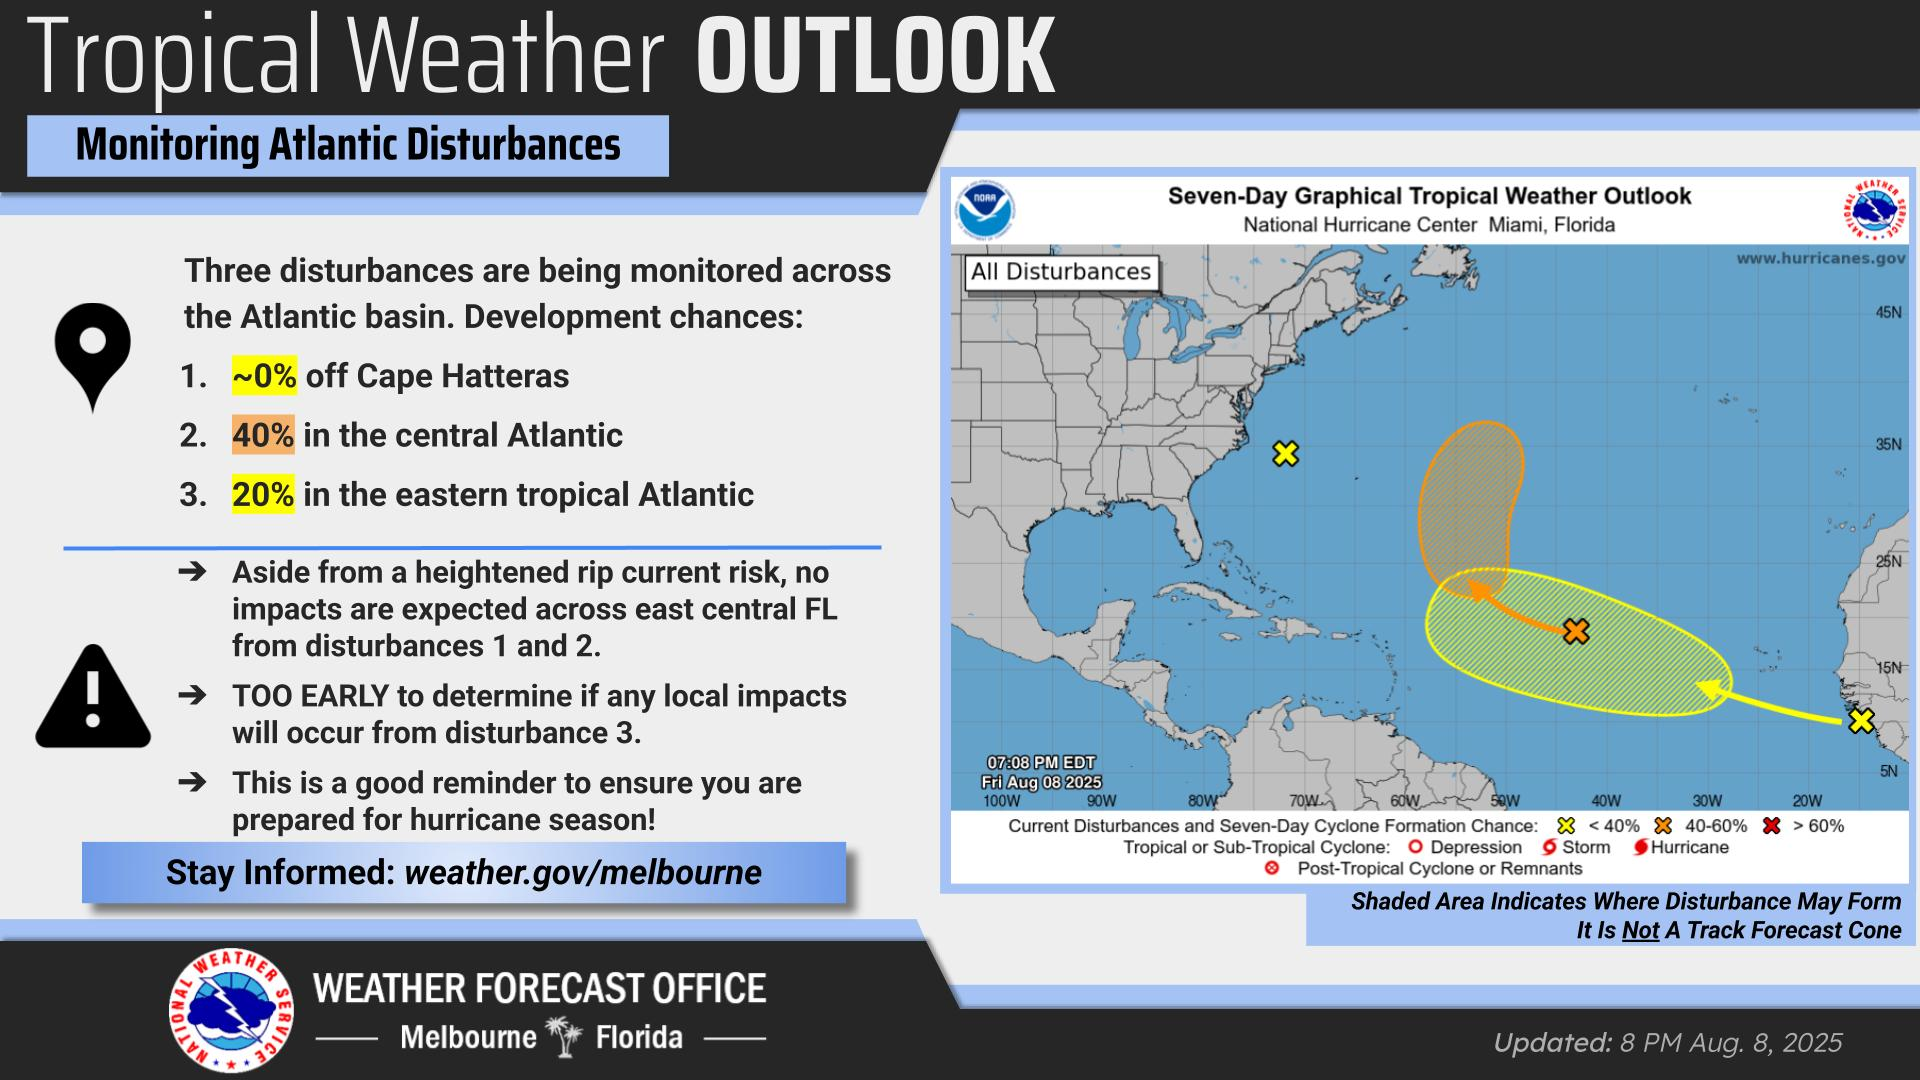 Tropical Weather OUTLOOK
Monitoring Atlantic Disturbances
Three disturbances are being monitored across
the Atlantic basin. Development chances:
1. ~0% off Cape Hatteras
2. 40% in the central Atlantic
3. 20% in the eastern tropical Atlantic
➔ Aside from a heightened rip current risk, no
impacts are expected across east central FL
from disturbances 1 and 2.
➔ TOO EARLY to determine if any local impacts
will occur from disturbance 3.
➔ This is a good reminder to ensure you are
prepared for hurricane season!
Stay Informed: weather.gov/melbourne
NATIONAL WEATHER SERVICE
WEATHER FORECAST OFFICE
Melbourne Florida
NOAA
Seven-Day Graphical Tropical Weather Outlook
National Hurricane Center Miami, Florida
NATIONAL WEATHER SERVICE
All Disturbances
www.hurricanes.gov
45N
35N
25N
15N
5N
07:08 PM EDT
Fri Aug 08 2025
100W 90W 80W 70W 60W 50W 40W 30W 20W
Current Disturbances and Seven-Day Cyclone Formation Chance: < 40% 40-60% > 60%
Tropical or Sub-Tropical Cyclone: Depression Storm Hurricane
Post-Tropical Cyclone or Remnants
Shaded Area Indicates Where Disturbance May Form
It Is Not A Track Forecast Cone
Updated: 8 PM Aug. 8, 2025